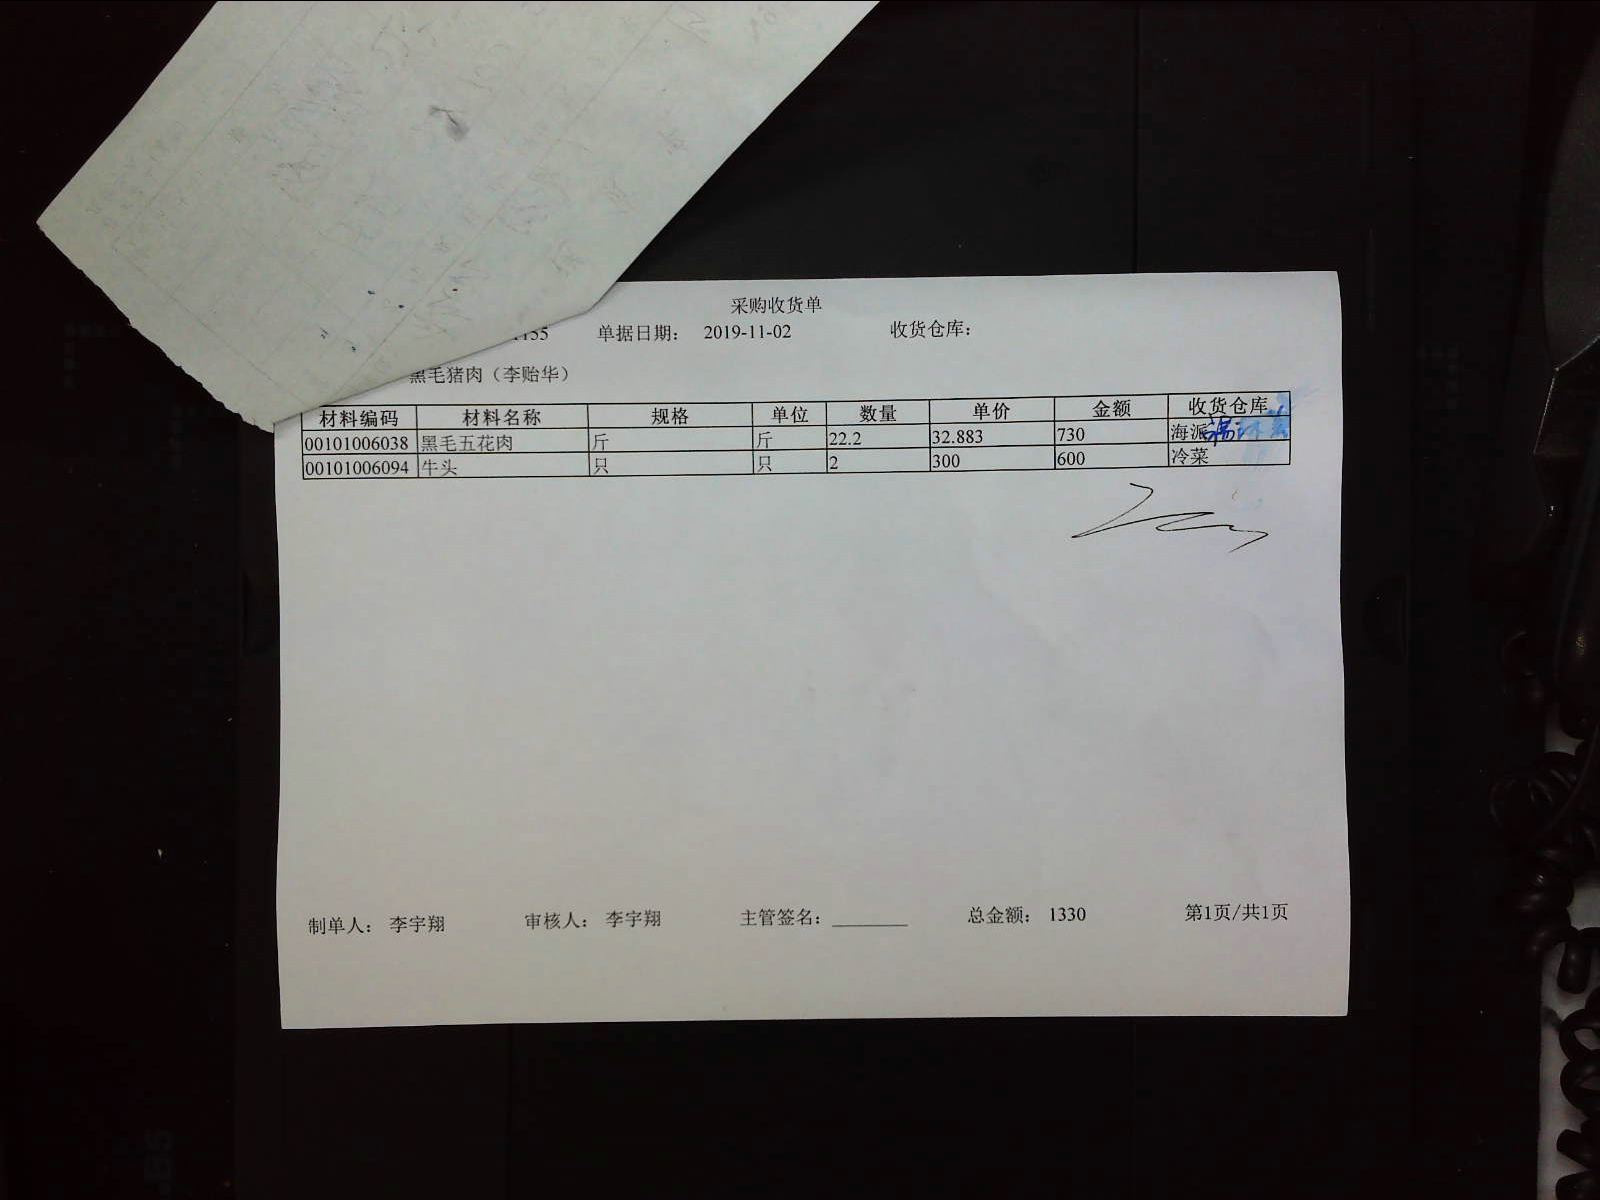 采购收货单
1155 单据日期： 2019-11-02 收货仓库：
黑毛猪肉（李贻华）
材料编码 材料名称 规格 单位 数量 单价 金额 收货仓库
00101006038 黑毛五花肉 斤 斤 22.2 32.883 730 海派
00101006094 牛头 只 只 2 300 600 冷菜
制单人： 李宇翔 审核人： 李宇翔 主管签名： 总金额： 1330 第1页/共1页